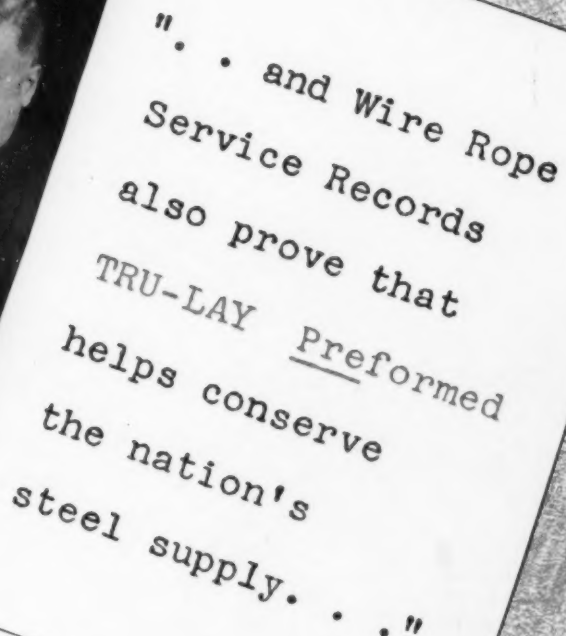 ". . and Wire Rope
Service Records
also prove that
TRU-LAY Preformed
helps conserve
the nation's
steel supply. . ."